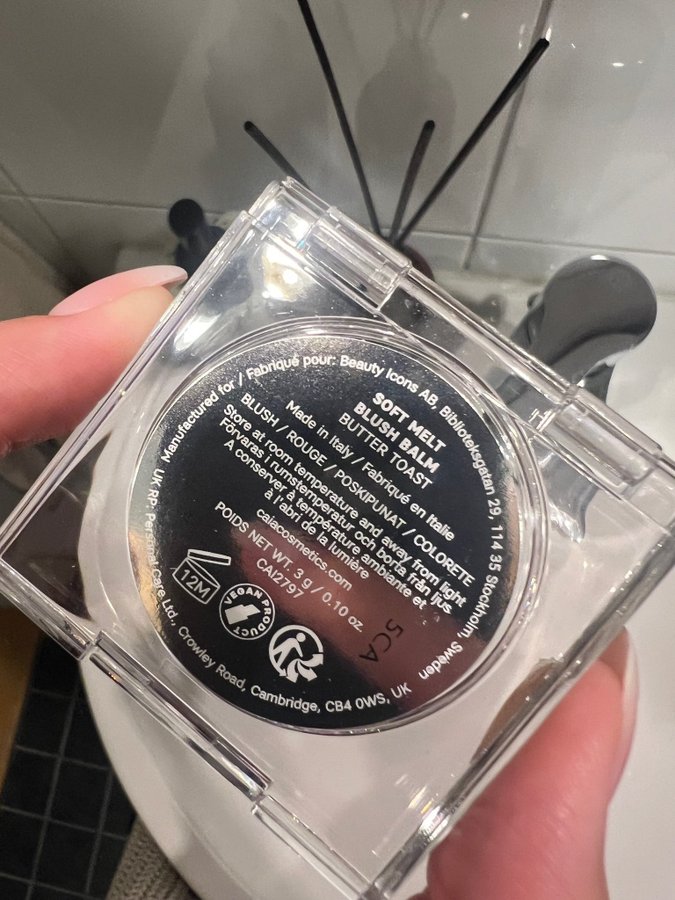 Manufactured for / Fabriqué pour: Beauty Icons AB, Biblioteksgatan 29, 114 35 Stockholm, Sweden
SOFT MELT
BLUSH BALM
BUTTER TOAST
Made in Italy / Fabriqué en Italie
BLUSH / ROUGE / POSKIPUNAT / COLORETE
Store at room temperature and away from light
Förvaras i rumstemperatur och borta från ljus.
A conserver à température ambiante et
à l'abri de la lumière
caiacosmetics.com
POIDS NET WT. 3 g / 0.10 oz.
CAI2797
12M
VEGAN PRODUCT
5CA
UK RP: Personal Care Ltd., Crowley Road, Cambridge, CB4 0WS, UK